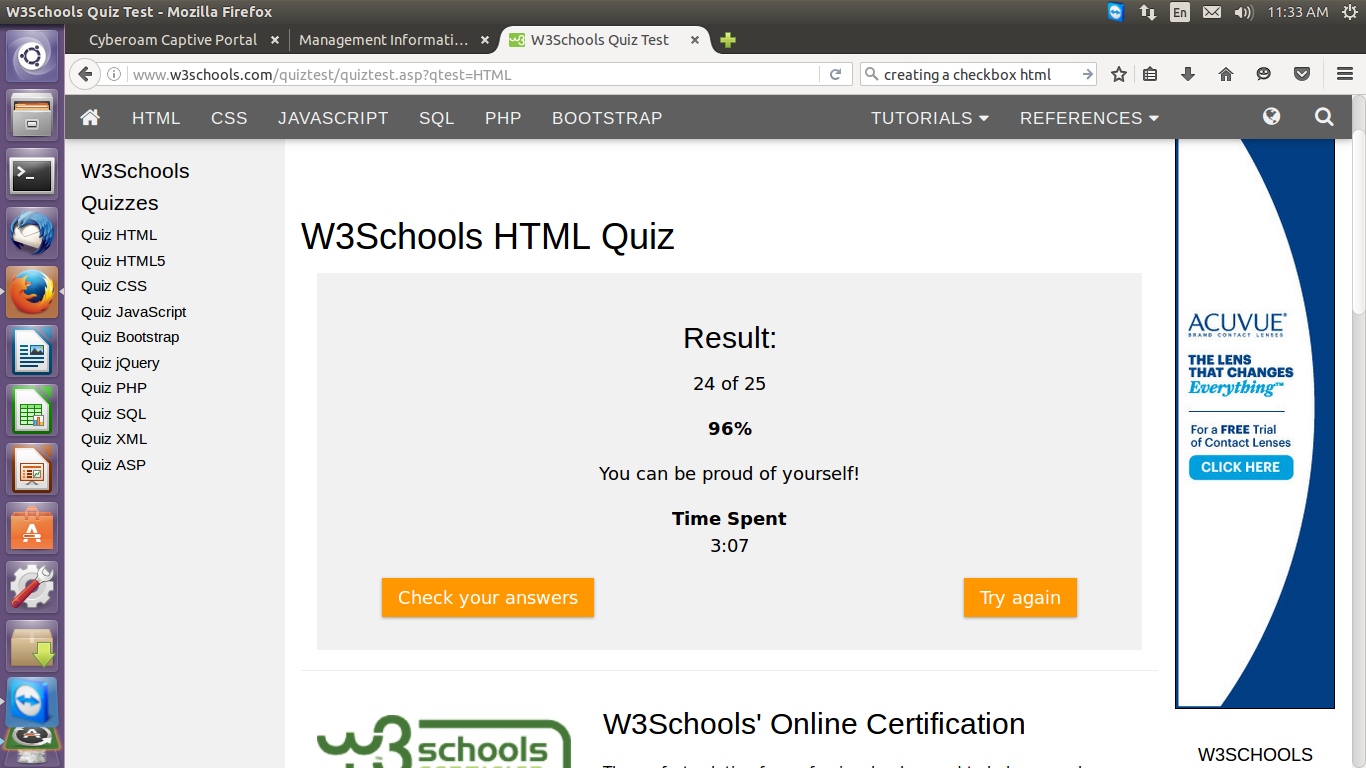 W3Schools Quiz Test - Mozilla Firefox
En
11:33 AM
Cyberoam Captive Portal
Management Informati...
W3Schools Quiz Test
www.w3schools.com/quiztest/quiztest.asp?qtest=HTML
creating a checkbox html
HTML
CSS
JAVASCRIPT
SQL
PHP
BOOTSTRAP
TUTORIALS
REFERENCES
W3Schools
Quizzes
Quiz HTML
Quiz HTML5
Quiz CSS
Quiz JavaScript
Quiz Bootstrap
Quiz jQuery
Quiz PHP
Quiz SQL
Quiz XML
Quiz ASP
W3Schools HTML Quiz
Result:
24 of 25
96%
You can be proud of yourself!
Time Spent
3:07
Check your answers
Try again
w3schools
W3Schools' Online Certification
ACUVUE®
BRAND CONTACT LENSES
THE LENS
THAT CHANGES
Everything™
For a FREE Trial
of Contact Lenses
CLICK HERE
W3SCHOOLS